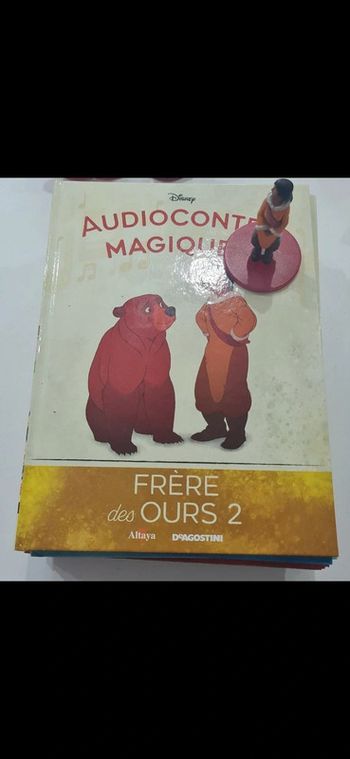 Disney
AUDIOCONTE
MAGIQUE
FRÈRE
des OURS 2
Altaya DeAGOSTINI